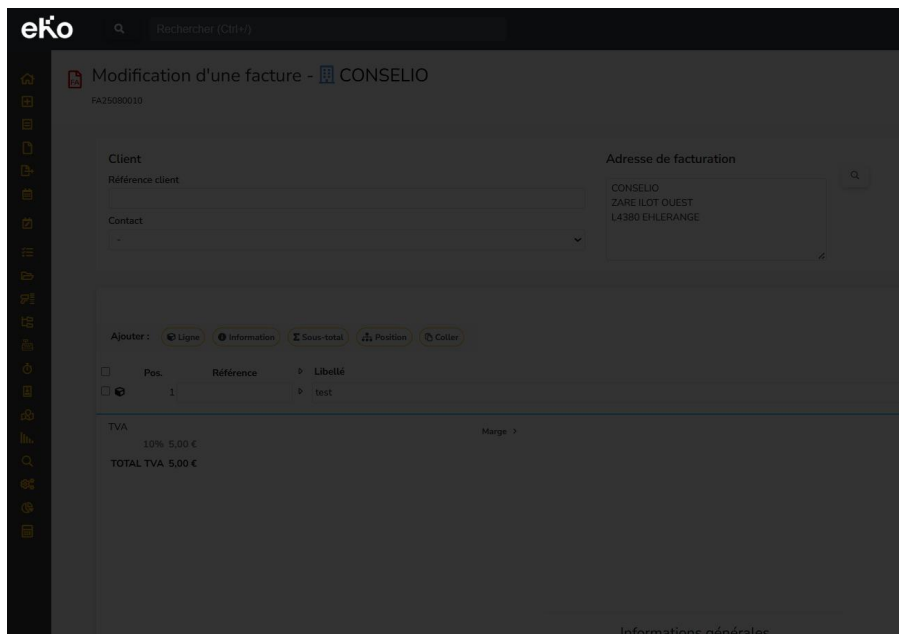 eko
Rechercher (Ctrl+/)
FA
Modification d'une facture - CONSELIO
FA25080010
Client
Adresse de facturation
Référence client
CONSELIO
ZARE ILOT OUEST
L4380 EHLERANGE
Contact
-
Ajouter : Ligne Information Σ Sous-total Position Coller
Pos. Référence Libellé
1 test
TVA
Marge
10% 5,00 €
TOTAL TVA 5,00 €
Informations générales